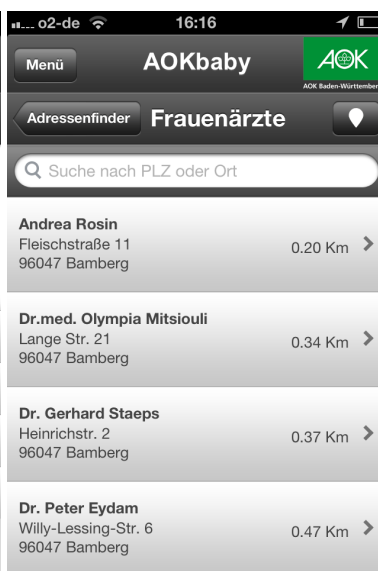 o2-de 16:16
Menü AOKbaby AOK
AOK Baden-Württember
Adressenfinder Frauenärzte
Suche nach PLZ oder Ort
Andrea Rosin
Fleischstraße 11
96047 Bamberg
0.20 Km
Dr.med. Olympia Mitsiouli
Lange Str. 21
96047 Bamberg
0.34 Km
Dr. Gerhard Staeps
Heinrichstr. 2
96047 Bamberg
0.37 Km
Dr. Peter Eydam
Willy-Lessing-Str. 6
96047 Bamberg
0.47 Km